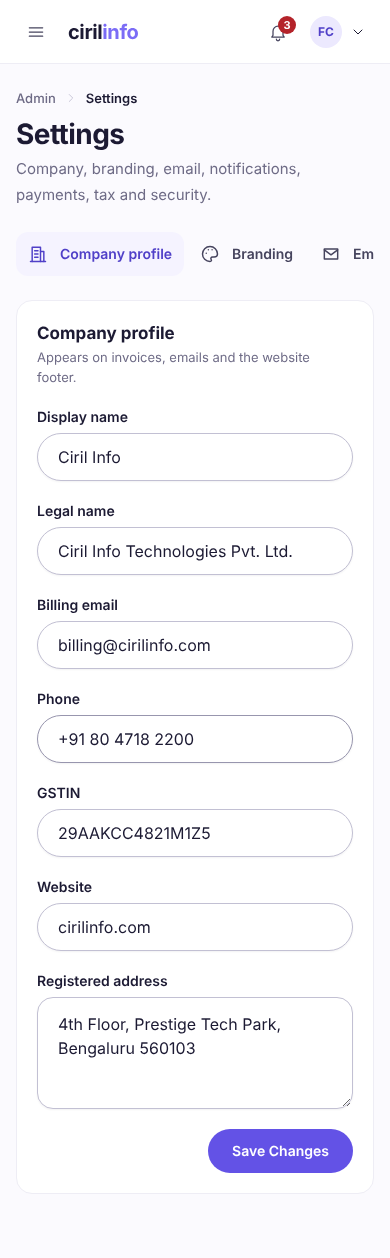 cirilinfo
3
FC
Admin
Settings
Settings
Company, branding, email, notifications,
payments, tax and security.
Company profile
Branding
Em
Company profile
Appears on invoices, emails and the website
footer.
Display name
Ciril Info
Legal name
Ciril Info Technologies Pvt. Ltd.
Billing email
billing@cirilinfo.com
Phone
+91 80 4718 2200
GSTIN
29AAKCC4821M1Z5
Website
cirilinfo.com
Registered address
4th Floor, Prestige Tech Park,
Bengaluru 560103
Save Changes